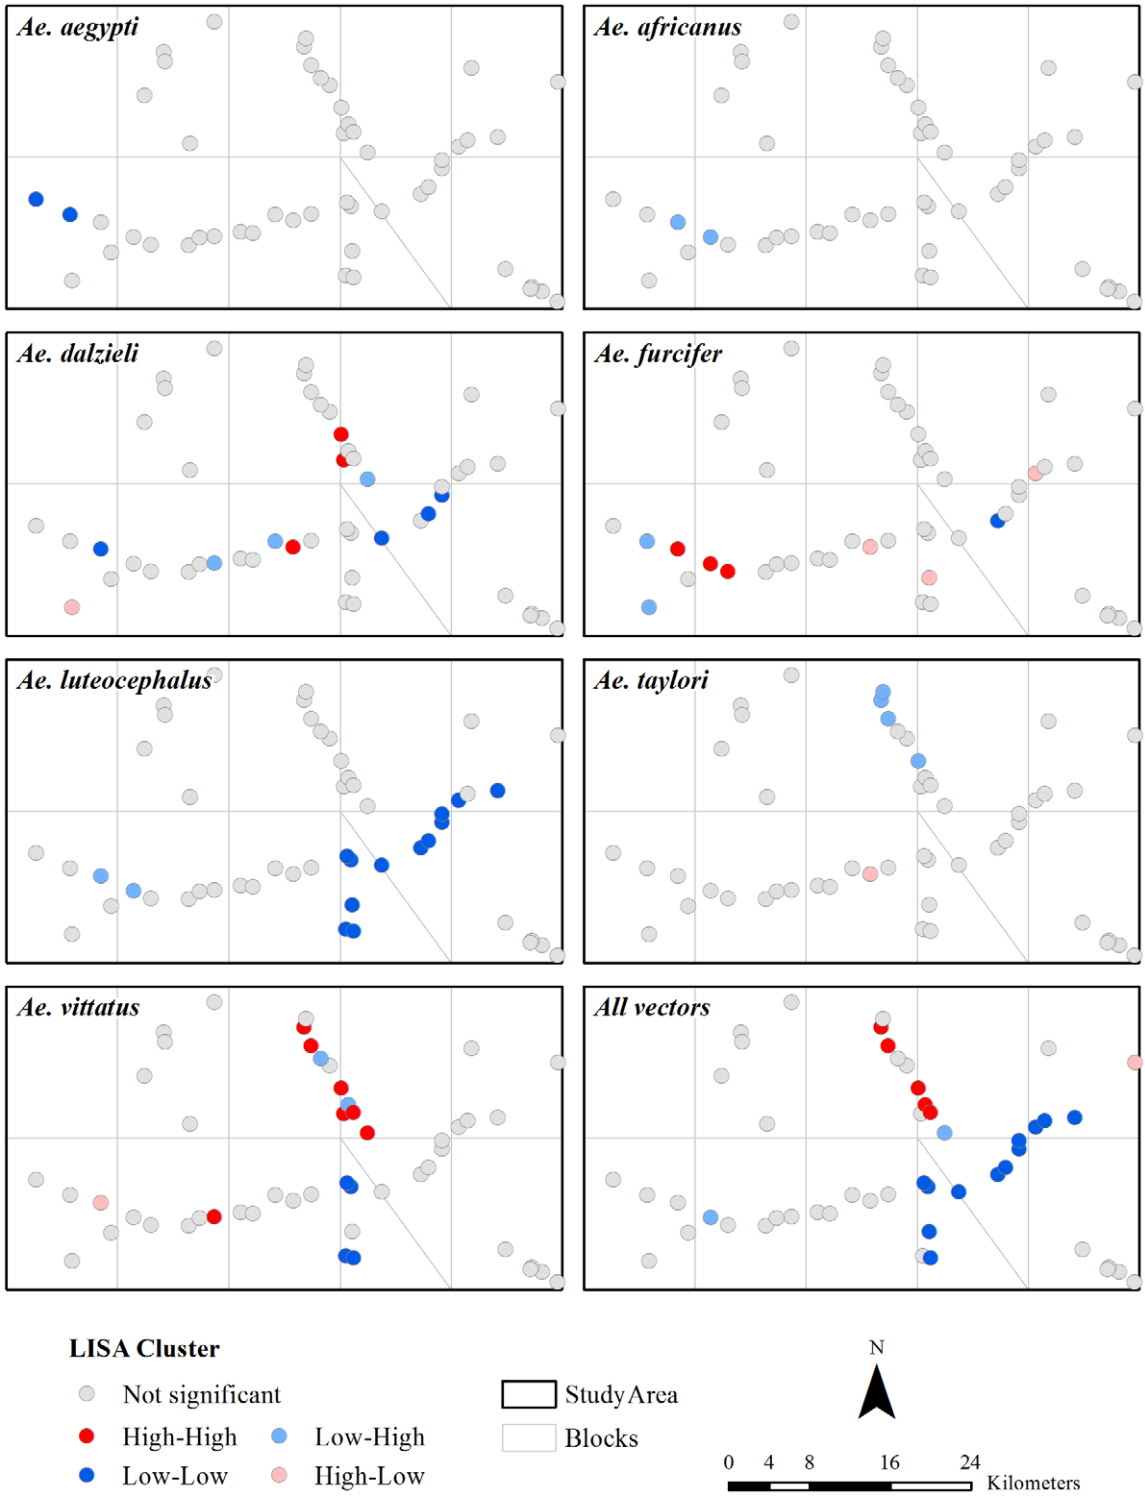 Ae. aegypti
Ae. africanus
Ae. dalzieli
Ae. furcifer
Ae. luteocephalus
Ae. taylori
Ae. vittatus
All vectors
LISA Cluster
Not significant
High-High
Low-High
Low-Low
High-Low
Study Area
Blocks
N
0 4 8 16 24
Kilometers